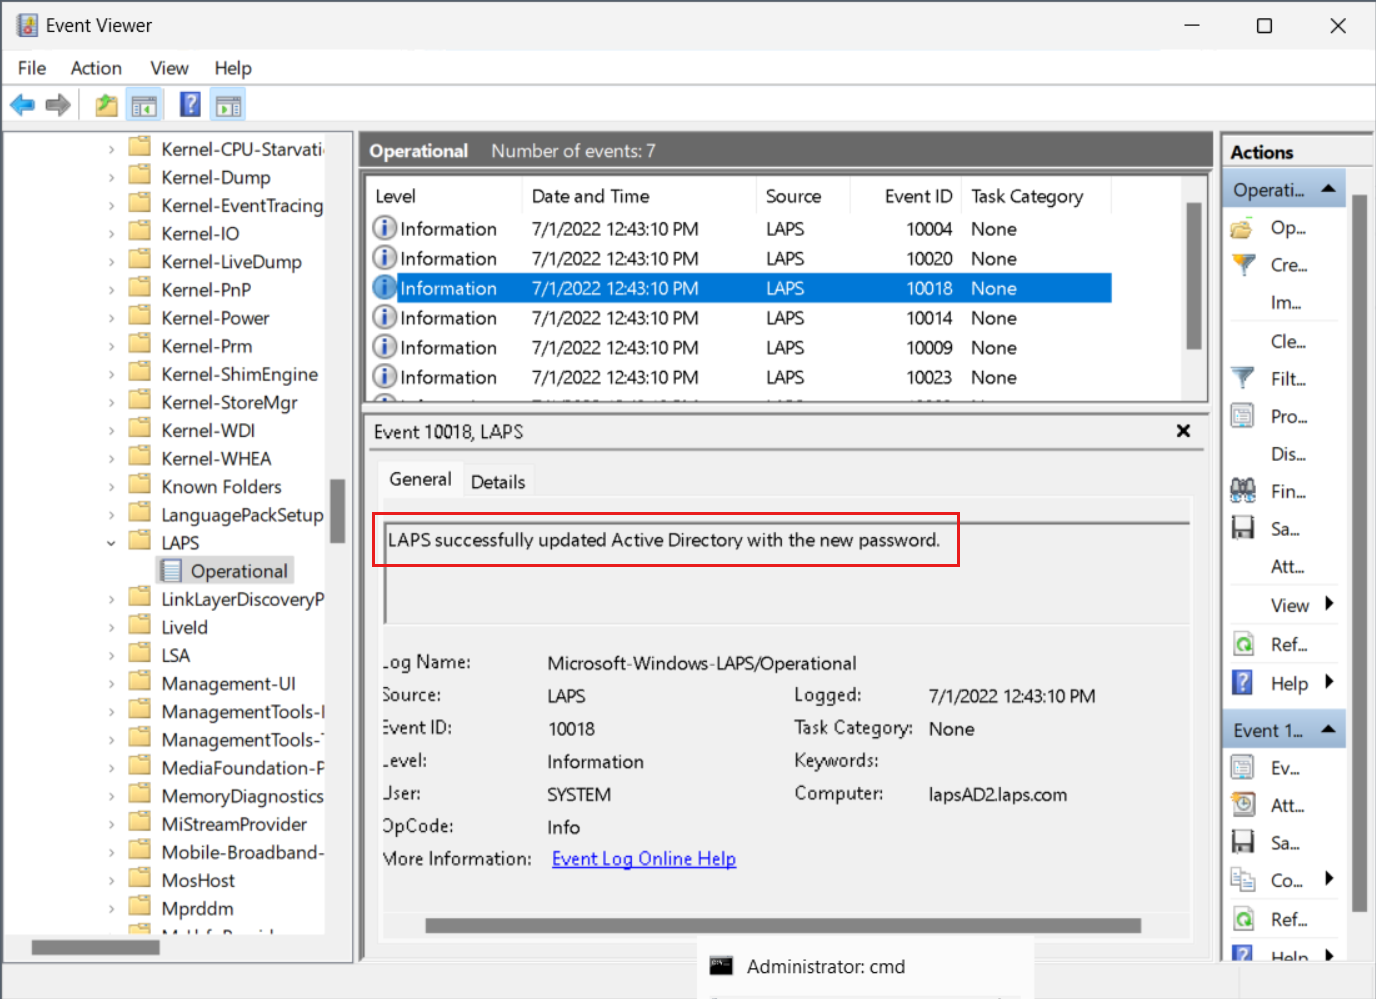 Event Viewer
File Action View Help
Kernel-CPU-Starvati
Kernel-Dump
Kernel-EventTracing
Kernel-IO
Kernel-LiveDump
Kernel-PnP
Kernel-Power
Kernel-Prm
Kernel-ShimEngine
Kernel-StoreMgr
Kernel-WDI
Kernel-WHEA
Known Folders
LanguagePackSetup
LAPS
Operational
LinkLayerDiscoveryP
LiveId
LSA
Management-UI
ManagementTools-
ManagementTools-
MediaFoundation-P
MemoryDiagnostics
MiStreamProvider
Mobile-Broadband-
MosHost
Mprddm
Operational Number of events: 7
Level Date and Time Source Event ID Task Category
Information 7/1/2022 12:43:10 PM LAPS 10004 None
Information 7/1/2022 12:43:10 PM LAPS 10020 None
Information 7/1/2022 12:43:10 PM LAPS 10018 None
Information 7/1/2022 12:43:10 PM LAPS 10014 None
Information 7/1/2022 12:43:10 PM LAPS 10009 None
Information 7/1/2022 12:43:10 PM LAPS 10023 None
Event 10018, LAPS
General Details
LAPS successfully updated Active Directory with the new password.
Log Name: Microsoft-Windows-LAPS/Operational
Source: LAPS Logged: 7/1/2022 12:43:10 PM
Event ID: 10018 Task Category: None
Level: Information Keywords:
User: SYSTEM Computer: lapsAD2.laps.com
OpCode: Info
More Information: Event Log Online Help
Actions
Operati...
Op...
Cre...
Im...
Cle...
Filt...
Pro...
Dis...
Fin...
Sa...
Att...
View
Ref...
Help
Event 1...
Ev...
Att...
Sa...
Co...
Ref...
Help
Administrator: cmd